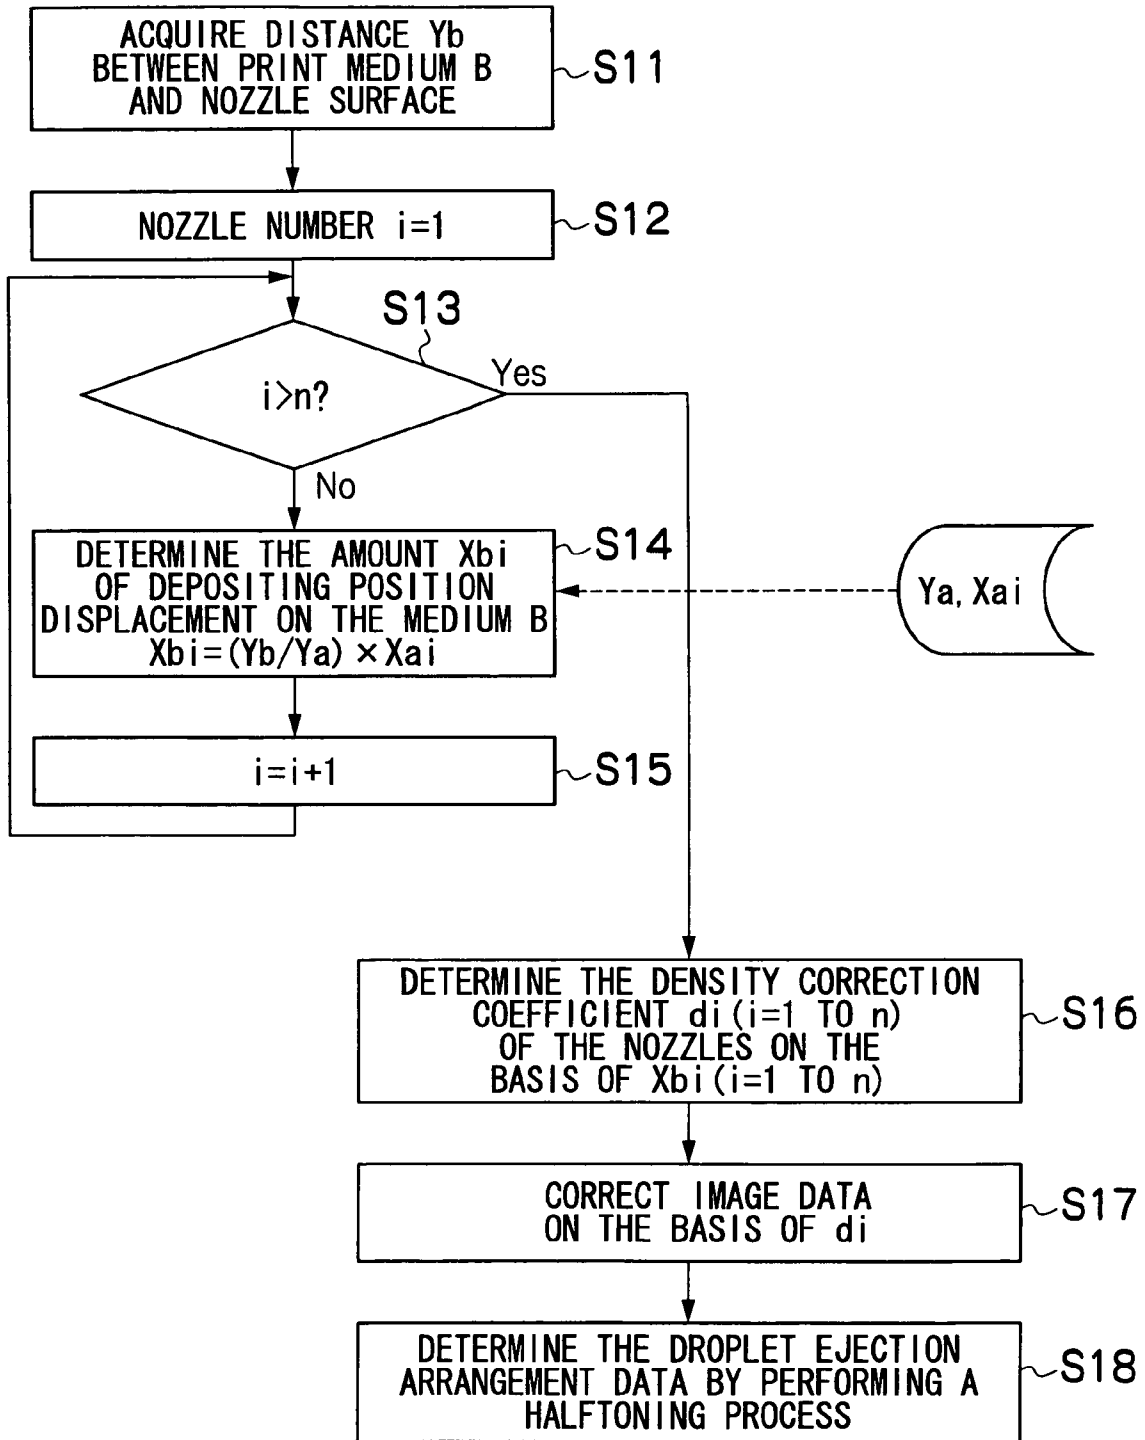 ACQUIRE DISTANCE Yb
BETWEEN PRINT MEDIUM B
AND NOZZLE SURFACE
S11
NOZZLE NUMBER i=1
S12
S13
i>n?
Yes
No
DETERMINE THE AMOUNT Xbi
OF DEPOSITING POSITION
DISPLACEMENT ON THE MEDIUM B
Xbi=(Yb/Ya)×Xai
S14
Ya, Xai
i=i+1
S15
DETERMINE THE DENSITY CORRECTION
COEFFICIENT di(i=1 TO n)
OF THE NOZZLES ON THE
BASIS OF Xbi(i=1 TO n)
S16
CORRECT IMAGE DATA
ON THE BASIS OF di
S17
DETERMINE THE DROPLET EJECTION
ARRANGEMENT DATA BY PERFORMING A
HALFTONING PROCESS
S18